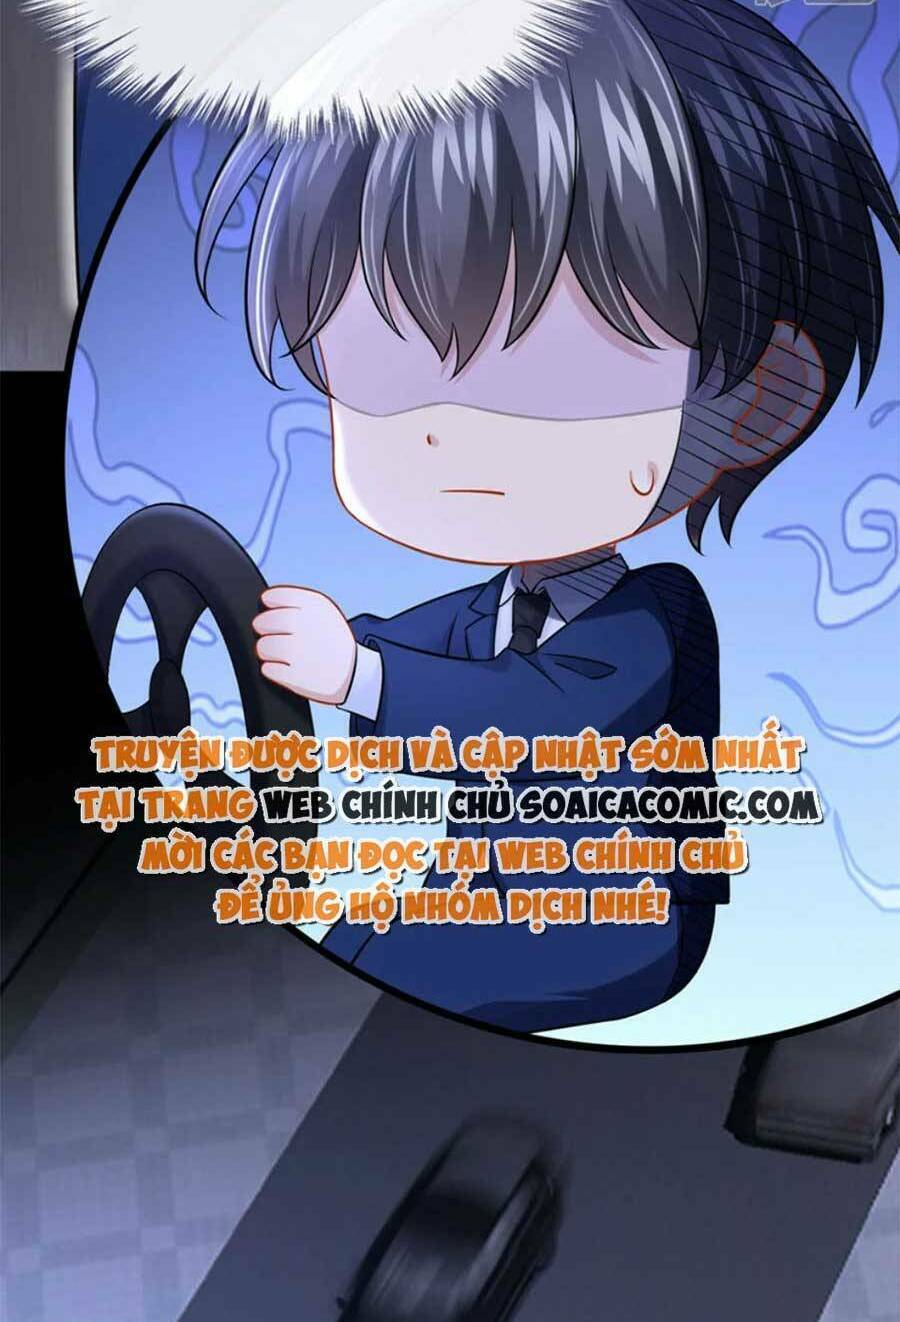 TRUYỆN ĐƯỢC DỊCH VÀ CẬP NHẬT SỚM NHẤT
TẠI TRANG WEB CHÍNH CHỦ SOAICACOMIC.COM
MỜI CÁC BẠN ĐỌC TẠI WEB CHÍNH CHỦ
ĐỂ ỦNG HỘ NHÓM DỊCH NHÉ!